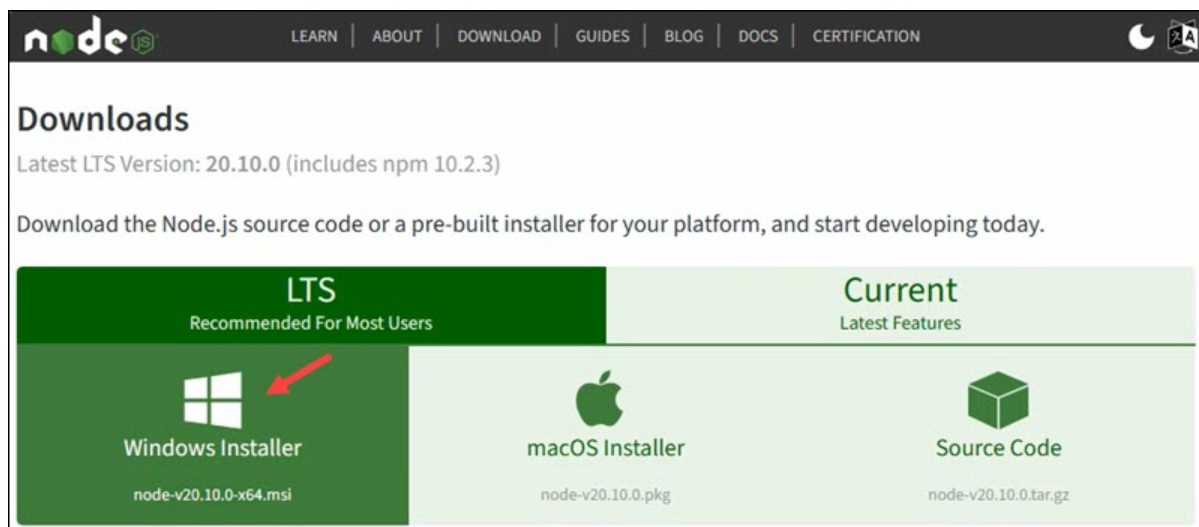 node JS
LEARN | ABOUT | DOWNLOAD | GUIDES | BLOG | DOCS | CERTIFICATION
Downloads
Latest LTS Version: 20.10.0 (includes npm 10.2.3)
Download the Node.js source code or a pre-built installer for your platform, and start developing today.
LTS
Recommended For Most Users
Current
Latest Features
Windows Installer
node-v20.10.0-x64.msi
macOS Installer
node-v20.10.0.pkg
Source Code
node-v20.10.0.tar.gz